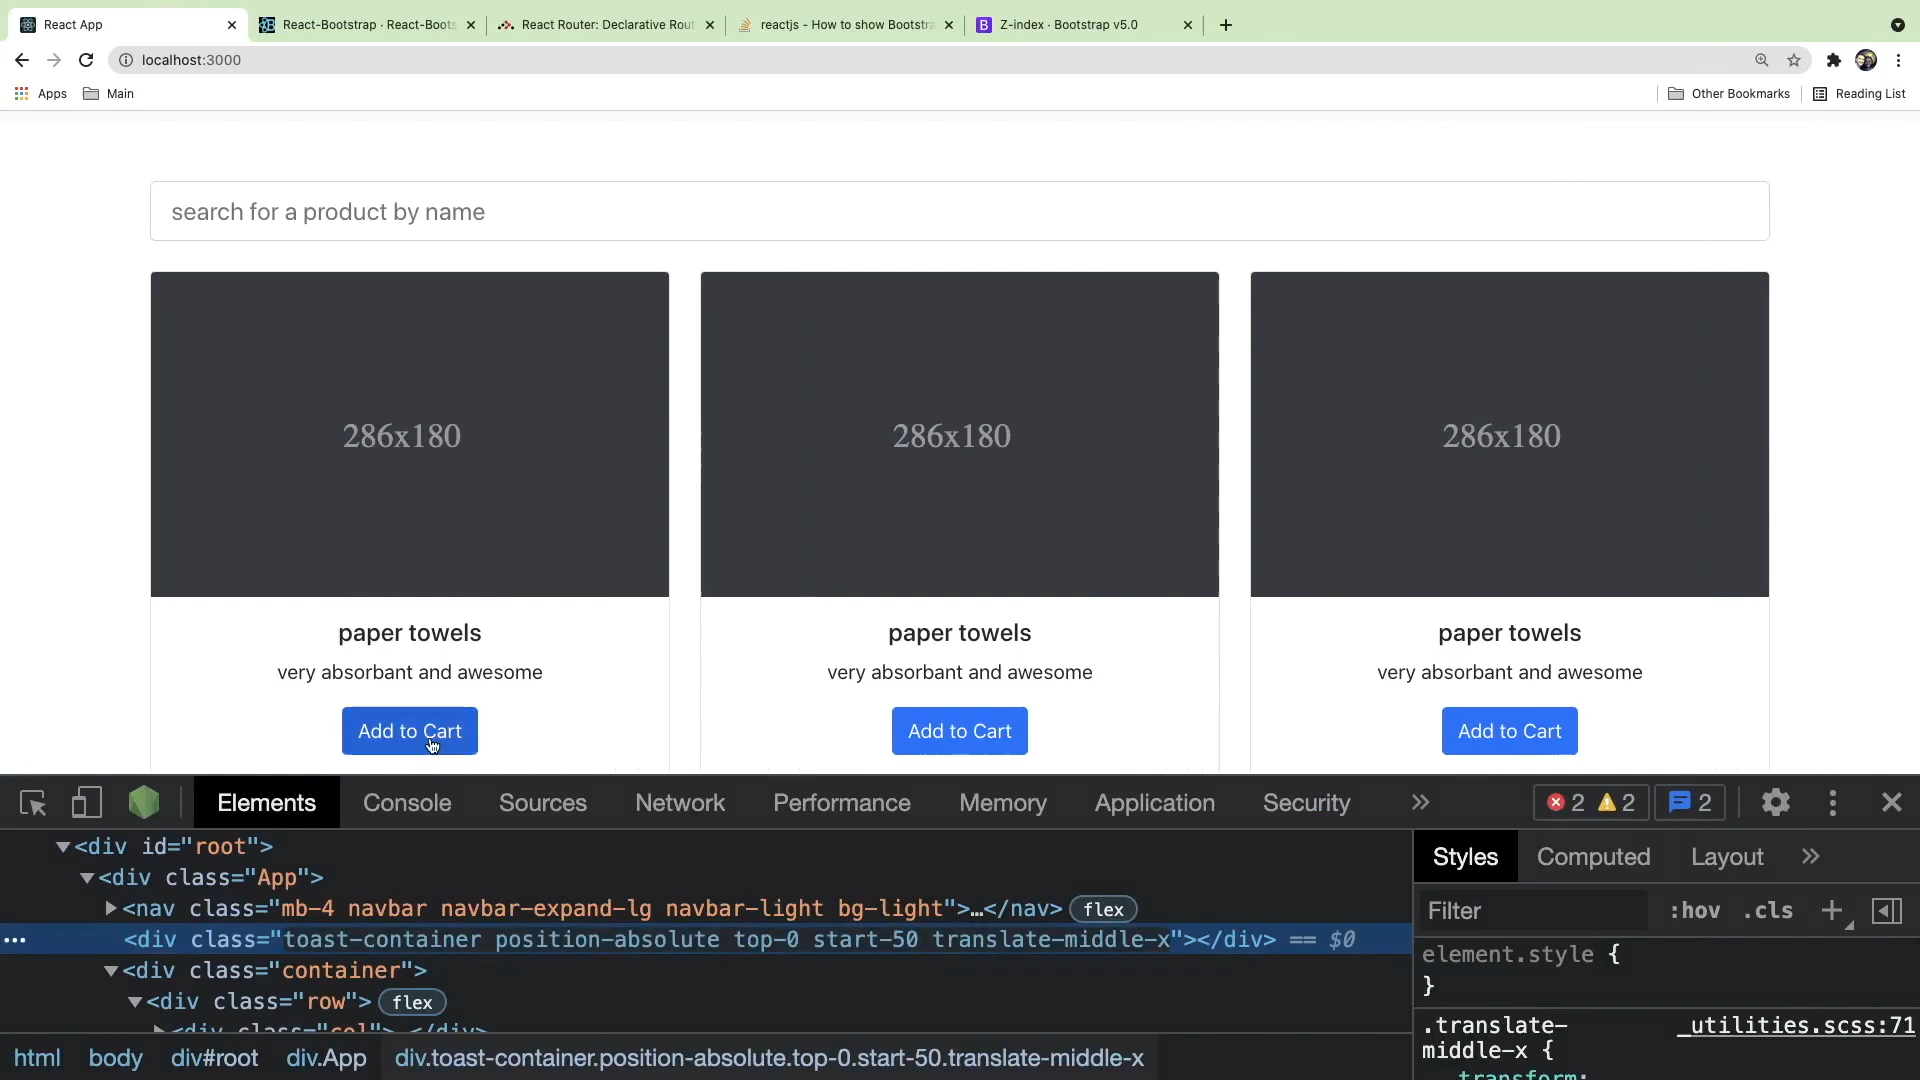 React App
React-Bootstrap · React-Boots
React Router: Declarative Rout
reactjs - How to show Bootstra
Z-index · Bootstrap v5.0
localhost:3000
Apps
Main
Other Bookmarks
Reading List
search for a product by name
286x180
286x180
286x180
paper towels
paper towels
paper towels
very absorbant and awesome
very absorbant and awesome
very absorbant and awesome
Add to Cart
Add to Cart
Add to Cart
Elements Console Sources Network Performance Memory Application Security » 2 2 2
▼<div id="root">
▼<div class="App">
▶<nav class="mb-4 navbar navbar-expand-lg navbar-light bg-light">…</nav> flex
<div class="toast-container position-absolute top-0 start-50 translate-middle-x"></div> == $0
▼<div class="container">
▼<div class="row"> flex
▶<div class="col">…</div>
html body div#root div.App div.toast-container.position-absolute.top-0.start-50.translate-middle-x
Styles Computed Layout »
Filter :hov .cls +
element.style {
}
.translate- _utilities.scss:71
middle-x {
transform: